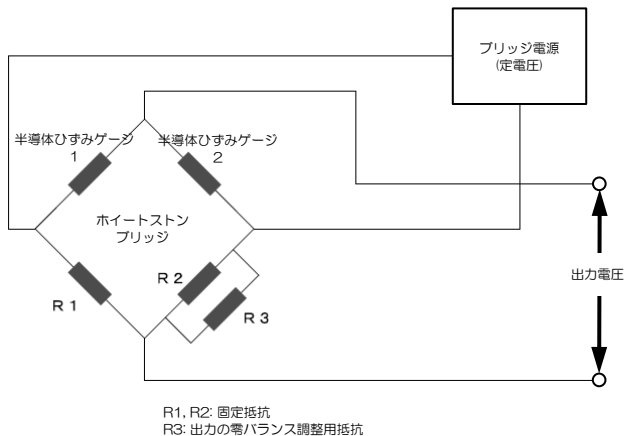 ブリッジ電源
(定電圧)
半導体ひずみゲージ
1
半導体ひずみゲージ
2
ホイートストン
ブリッジ
R 2
R 1
R 3
出力電圧
R1, R2: 固定抵抗
R3: 出力の零バランス調整用抵抗